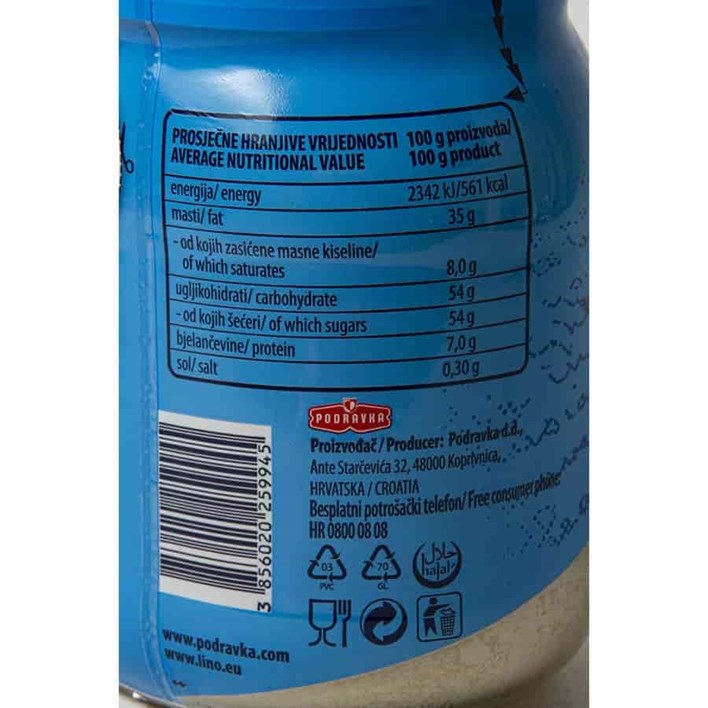 PROSJEČNE HRANJIVE VRIJEDNOSTI 100 g proizvoda/
AVERAGE NUTRITIONAL VALUE 100 g product
energija/ energy 2342 kJ/561 kcal
masti/ fat 35 g
- od kojih zasićene masne kiseline/
of which saturates 8,0 g
ugljikohidrati/ carbohydrate 54 g
- od kojih šećeri/ of which sugars 54 g
bjelančevine/ protein 7,0 g
sol/ salt 0,30 g
PODRAVKA
Proizvođač/ Producer: Podravka d.d.,
Ante Starčevića 32, 48000 Koprivnica,
HRVATSKA / CROATIA
Besplatni potrošački telefon/ Free consumer phone:
HR 0800 08 08
03 70 حلال
PVC GL halal
3 856020 259945
www.podravka.com
www.lino.eu